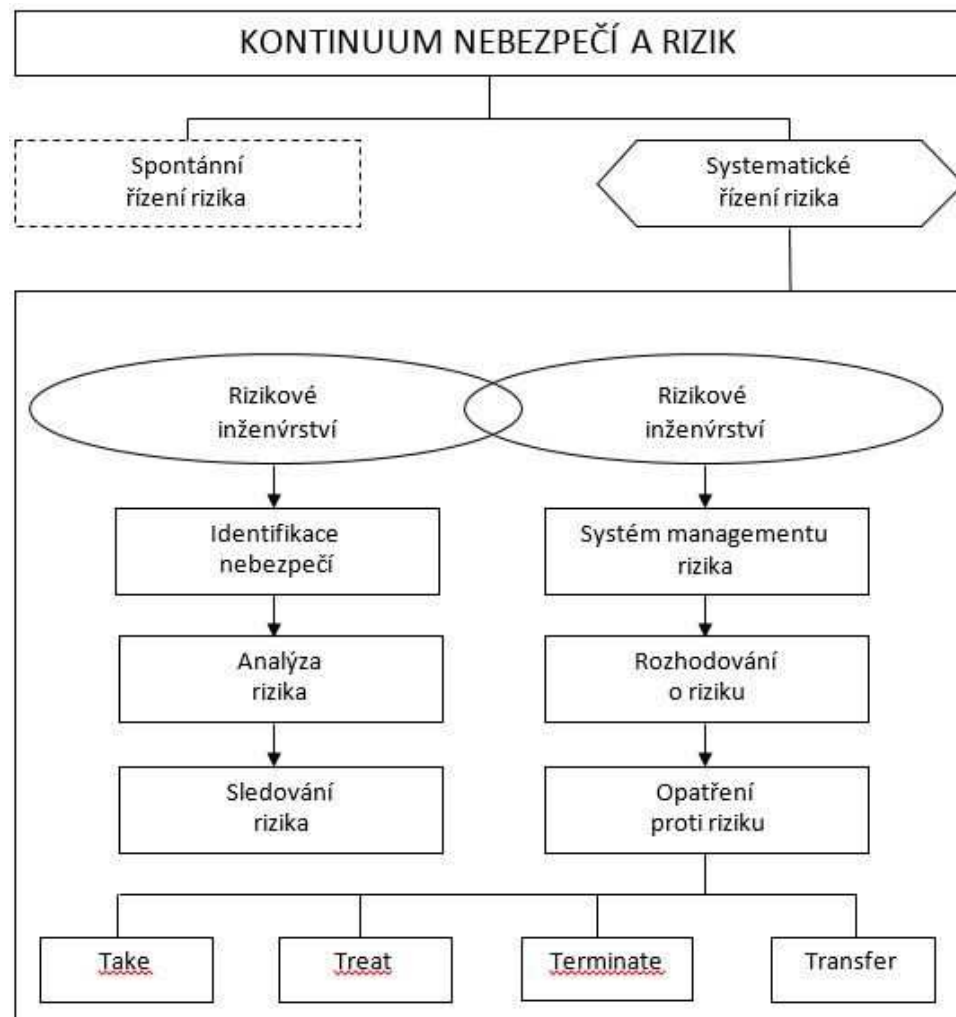 KONTINUUM NEBEZPEČÍ A RIZIK
Spontánní
řízení rizika
Systematické
řízení rizika
Rizikové
inženýrství
Rizikové
inženýrství
Identifikace
nebezpečí
Systém managementu
rizika
Analýza
rizika
Rozhodování
o riziku
Sledování
rizika
Opatření
proti riziku
Take
Treat
Terminate
Transfer